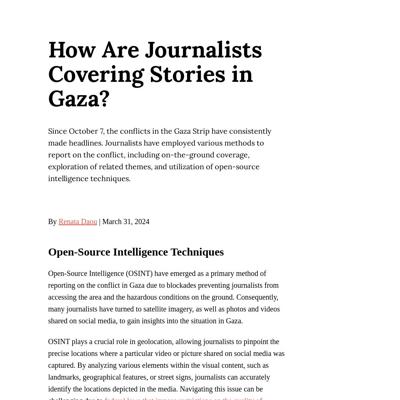 How Are Journalists
Covering Stories in
Gaza?
Since October 7, the conflicts in the Gaza Strip have consistently
made headlines. Journalists have employed various methods to
report on the conflict, including on-the-ground coverage,
exploration of related themes, and utilization of open-source
intelligence techniques.
By Renata Daou | March 31, 2024
Open-Source Intelligence Techniques
Open-Source Intelligence (OSINT) have emerged as a primary method of
reporting on the conflict in Gaza due to blockades preventing journalists from
accessing the area and the hazardous conditions on the ground. Consequently,
many journalists have turned to satellite imagery, as well as photos and videos
shared on social media, to gain insights into the situation in Gaza.
OSINT plays a crucial role in geolocation, allowing journalists to pinpoint the
precise locations where a particular video or picture shared on social media was
captured. By analyzing various elements within the visual content, such as
landmarks, geographical features, or street signs, journalists can accurately
identify the locations depicted in the media. Navigating this issue can be